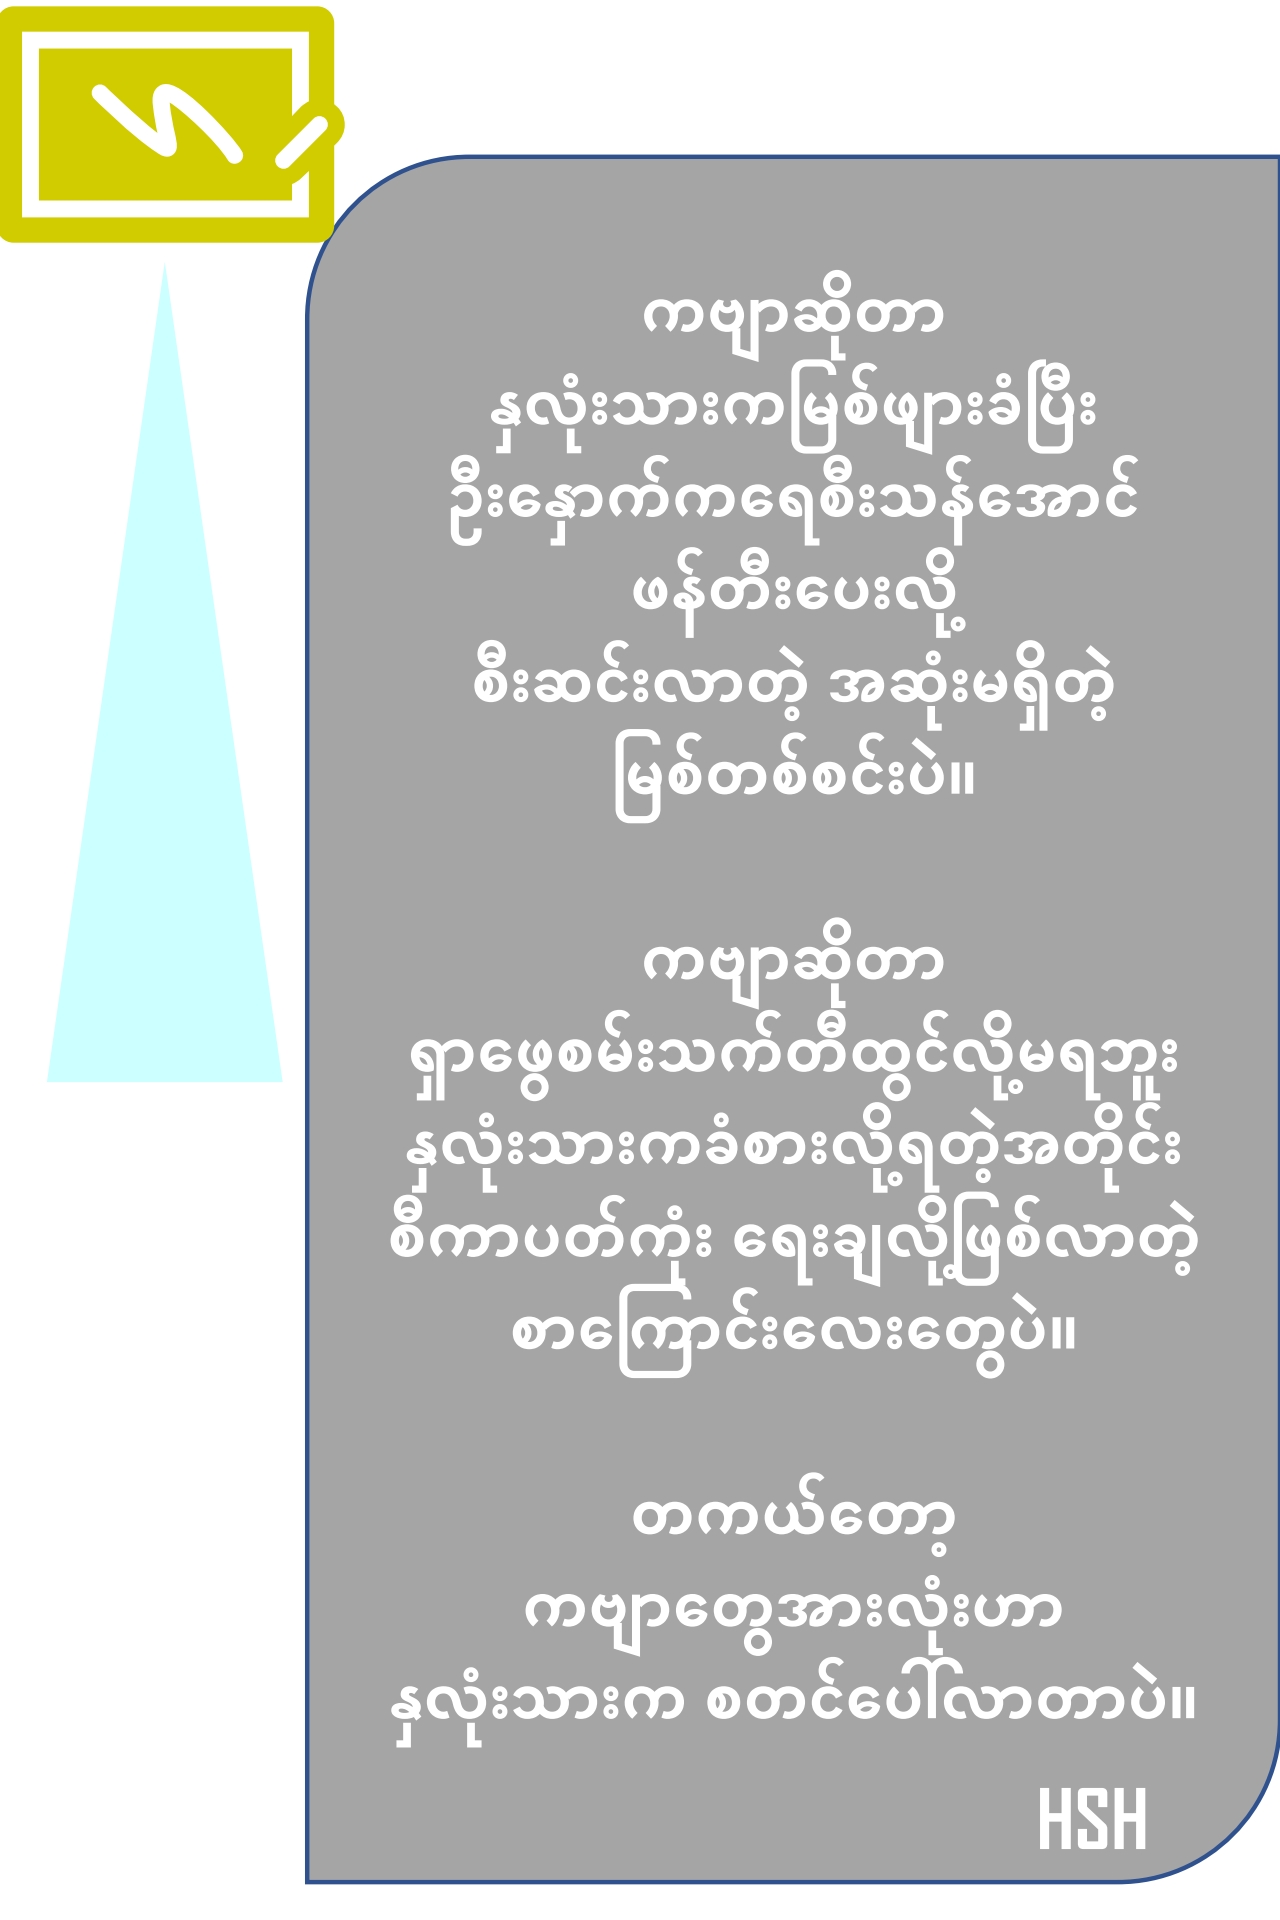 ကဗျာဆိုတာ
နှလုံးသားကမြစ်ဖျားခံပြီး
ဦးနှောက်ကရေစီးသန်အောင်
ဖန်တီးပေးလို့
စီးဆင်းလာတဲ့ အဆုံးမရှိတဲ့
မြစ်တစ်စင်းပဲ။
ကဗျာဆိုတာ
ရှာဖွေစမ်းသက်တီထွင်လို့မရဘူး
နှလုံးသားကခံစားလို့ရတဲ့အတိုင်း
စီကာပတ်ကုံး ရေးချလို့ဖြစ်လာတဲ့
စာကြောင်းလေးတွေပဲ။
တကယ်တော့
ကဗျာတွေအားလုံးဟာ
နှလုံးသားက စတင်ပေါ်လာတာပဲ။
HSH